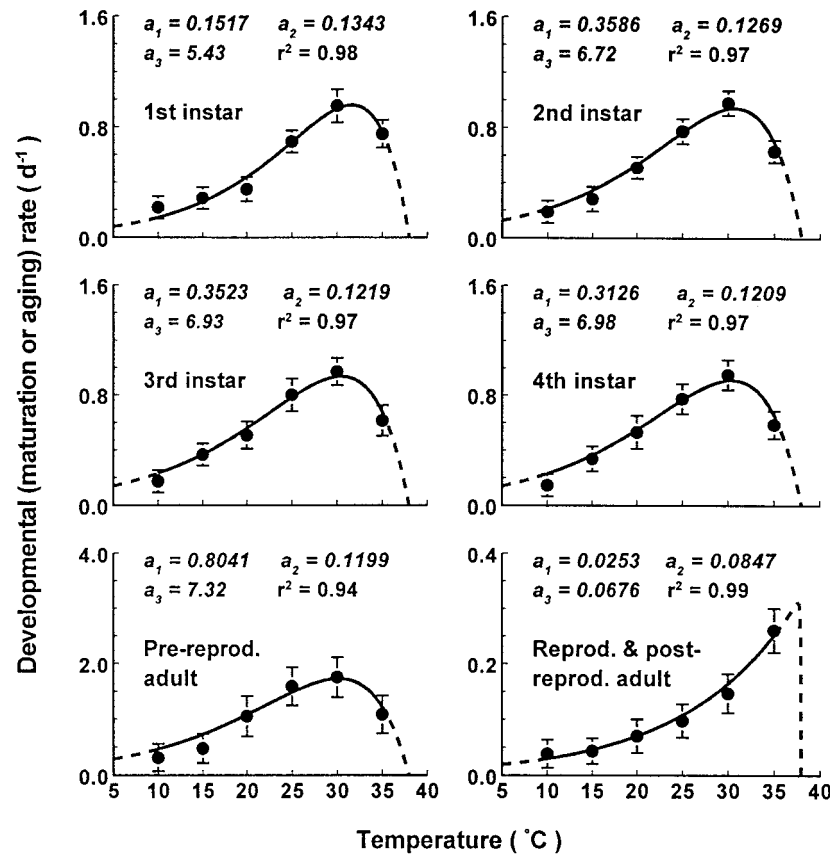 Developmental (maturation or aging) rate ( d⁻¹ )
a₁ = 0.1517 a₂ = 0.1343
a₃ = 5.43 r² = 0.98
1st instar
1.6
0.8
0.0
a₁ = 0.3586 a₂ = 0.1269
a₃ = 6.72 r² = 0.97
2nd instar
1.6
0.8
0.0
a₁ = 0.3523 a₂ = 0.1219
a₃ = 6.93 r² = 0.97
3rd instar
1.6
0.8
0.0
a₁ = 0.3126 a₂ = 0.1209
a₃ = 6.98 r² = 0.97
4th instar
1.6
0.8
0.0
a₁ = 0.8041 a₂ = 0.1199
a₃ = 7.32 r² = 0.94
Pre-reprod.
adult
4.0
2.0
0.0
5 10 15 20 25 30 35 40
a₁ = 0.0253 a₂ = 0.0847
a₃ = 0.0676 r² = 0.99
Reprod. & post-
reprod. adult
0.4
0.2
0.0
5 10 15 20 25 30 35 40
Temperature ( °C )